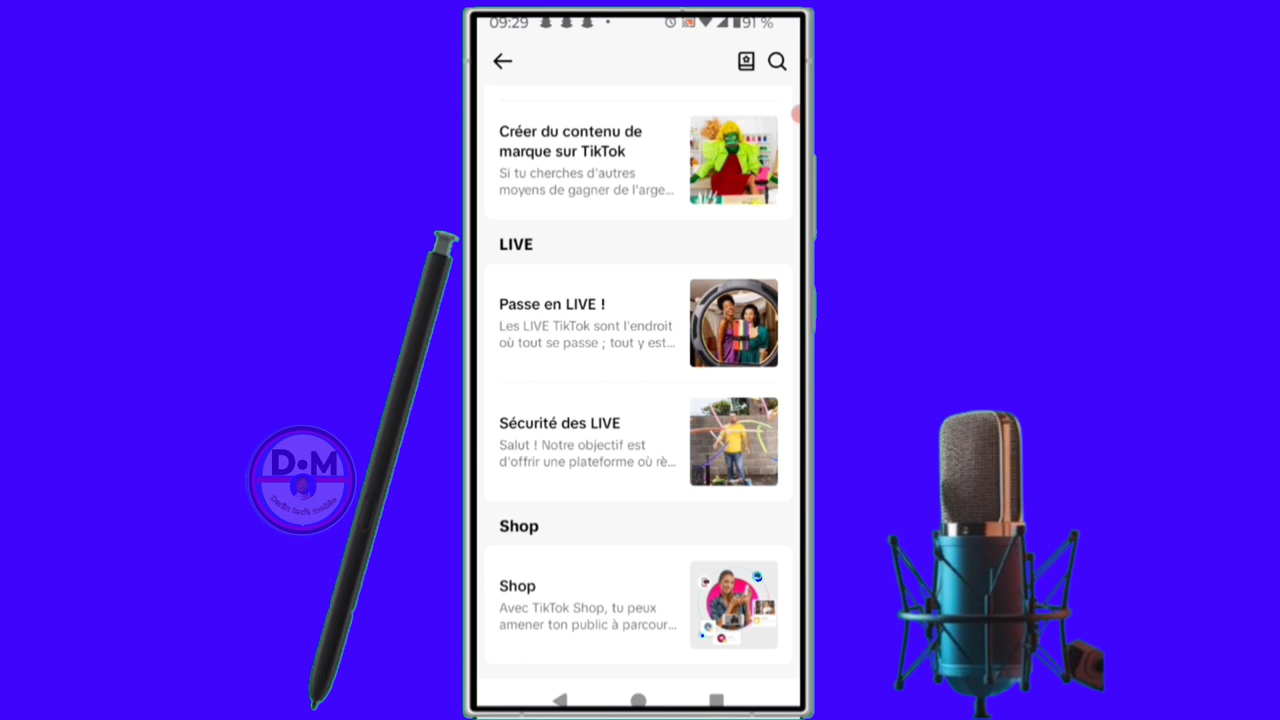 09:29
91 %
Créer du contenu de
marque sur TikTok
Si tu cherches d'autres
moyens de gagner de l'arge...
LIVE
Passe en LIVE !
Les LIVE TikTok sont l'endroit
où tout se passe ; tout y est...
Sécurité des LIVE
Salut ! Notre objectif est
d'offrir une plateforme où rè...
Shop
Shop
Avec TikTok Shop, tu peux
amener ton public à parcour...
D•M
tech mobile